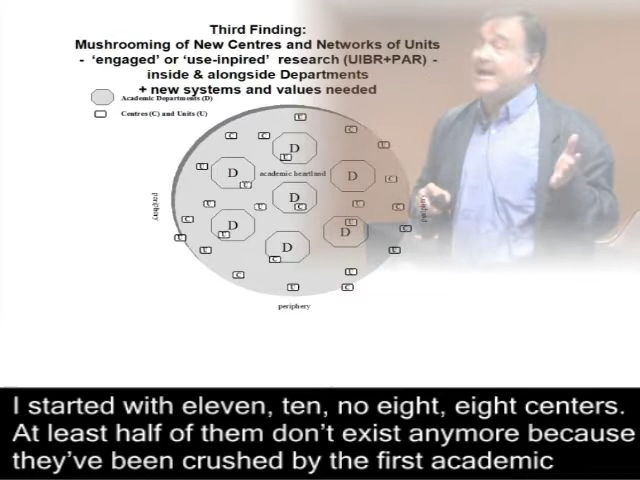 Third Finding:
Mushrooming of New Centres and Networks of Units
- ‘engaged’ or ‘use-inpired’ research (UIBR+PAR) -
inside & alongside Departments
+ new systems and values needed
Academic Departments (D)
Centres (C) and Units (U)
U
C
C
C
U
D
U
U
D
academic heartland
D
C
U
D
U
C
U
C
C
periphery
C
D
U
U
D
U
C
periphery
C
U
D
C
U
C
C
U
U
C
periphery
I started with eleven, ten, no eight, eight centers.
At least half of them don’t exist anymore because
they’ve been crushed by the first academic